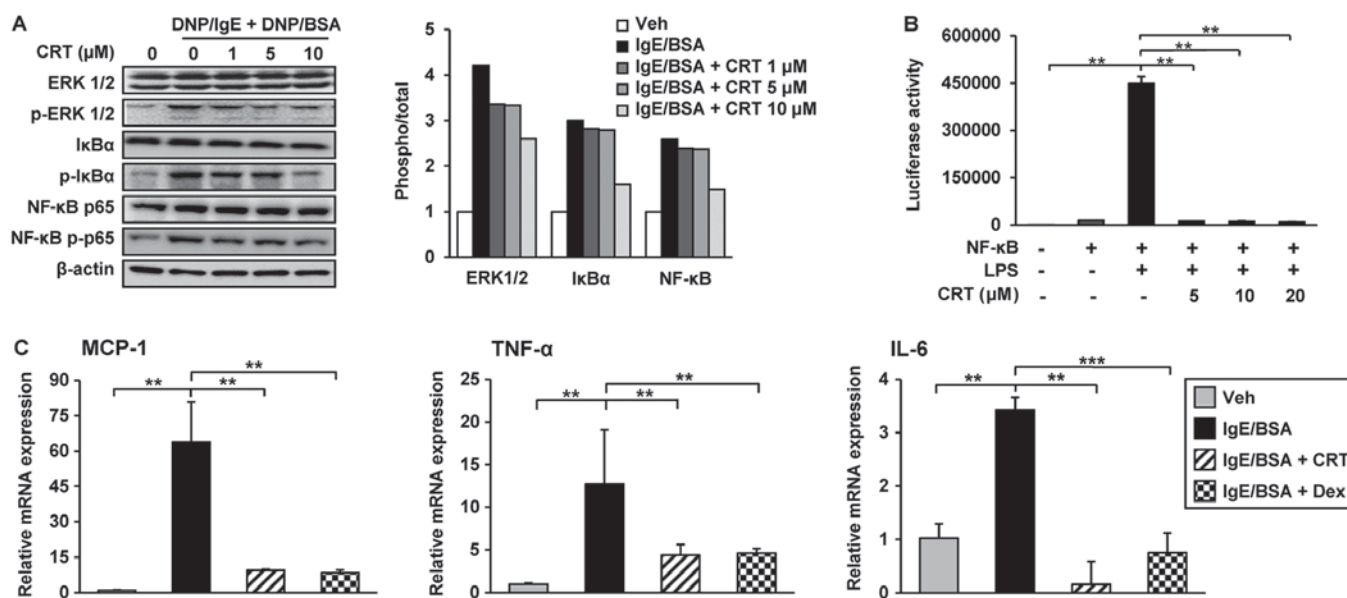 A
DNP/IgE + DNP/BSA
CRT (μM) 0 0 1 5 10
ERK 1/2
p-ERK 1/2
IκBα
p-IκBα
NF-κB p65
NF-κB p-p65
β-actin
Phospho/total
5
4
3
2
1
0
Veh
IgE/BSA
IgE/BSA + CRT 1 μM
IgE/BSA + CRT 5 μM
IgE/BSA + CRT 10 μM
ERK1/2 IκBα NF-κB
B
Luciferase activity
600000
450000
300000
150000
0
**
**
** **
NF-κB - + + + + +
LPS - - + + + +
CRT (μM) - - - 5 10 20
C
MCP-1
Relative mRNA expression
90
75
60
45
30
15
0
**
** **
TNF-α
Relative mRNA expression
25
20
15
10
5
0
**
** **
IL-6
Relative mRNA expression
4
3
2
1
0
***
** **
Veh
IgE/BSA
IgE/BSA + CRT
IgE/BSA + Dex